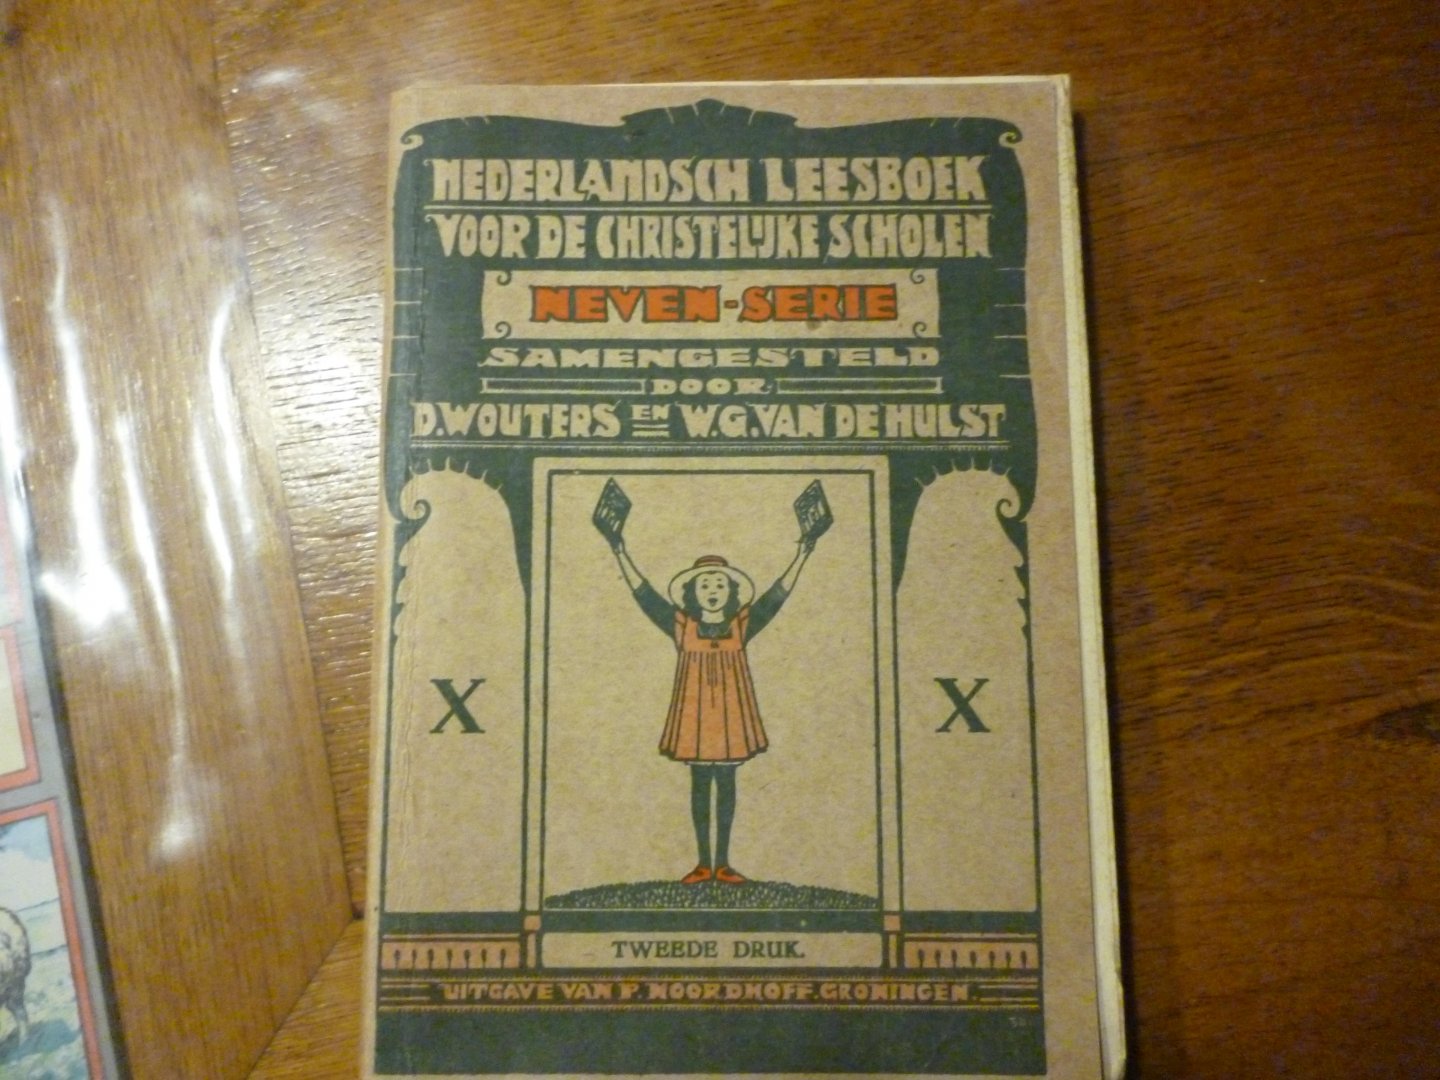 NEDERLANDSCH LEESBOEK
VOOR DE CHRISTELIJKE SCHOLEN
NEVEN-SERIE
SAMENGESTELD
DOOR
D. WOUTERS EN W.G. VAN DE HULST
X X
TWEEDE DRUK.
UITGAVE VAN P. NOORDHOFF. GRONINGEN.